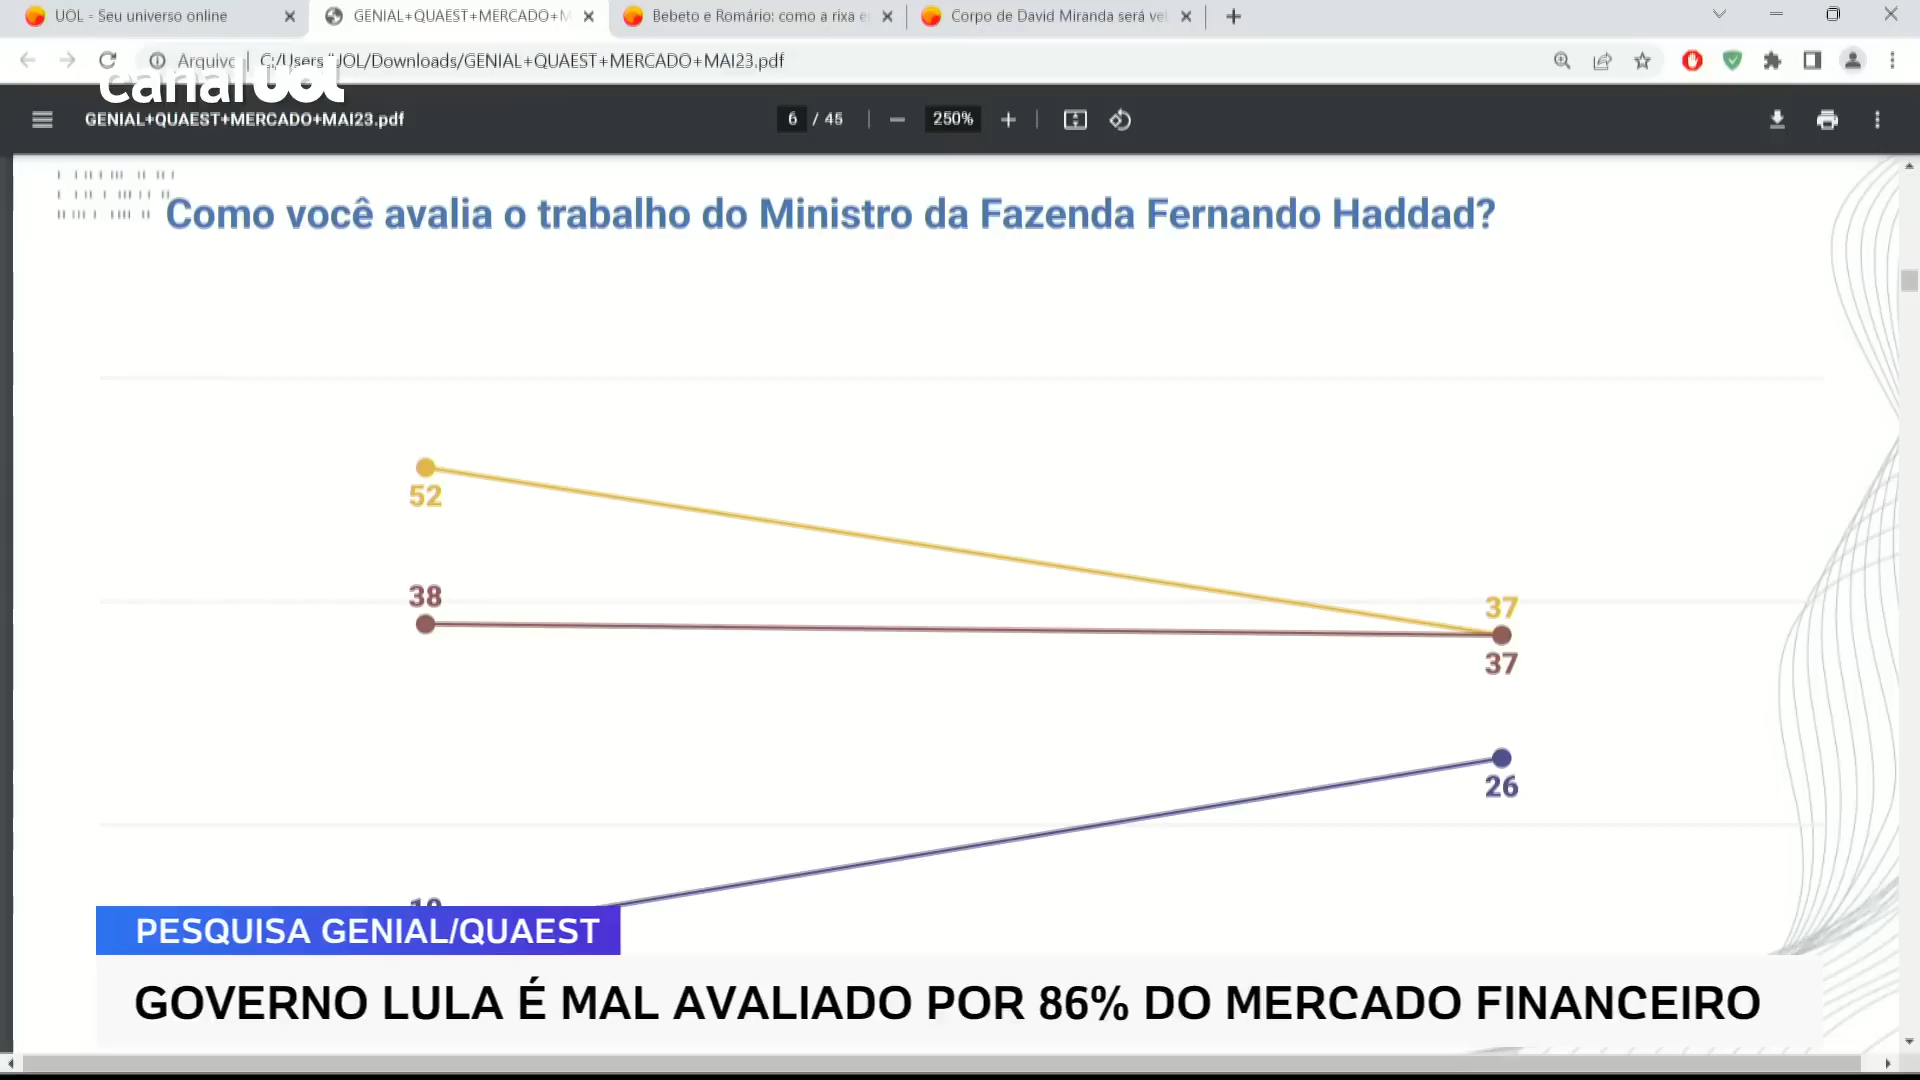 UOL - Seu universo online
GENIAL+QUAEST+MERCADO+M
Bebeto e Romário: como a rixa e
Corpo de David Miranda será vel
Arquivo
C:/Users/UOL/Downloads/GENIAL+QUAEST+MERCADO+MAI23.pdf
canal UOL
GENIAL+QUAEST+MERCADO+MAI23.pdf
6 / 45
250%
Como você avalia o trabalho do Ministro da Fazenda Fernando Haddad?
52
38
37
37
26
PESQUISA GENIAL/QUAEST
GOVERNO LULA É MAL AVALIADO POR 86% DO MERCADO FINANCEIRO